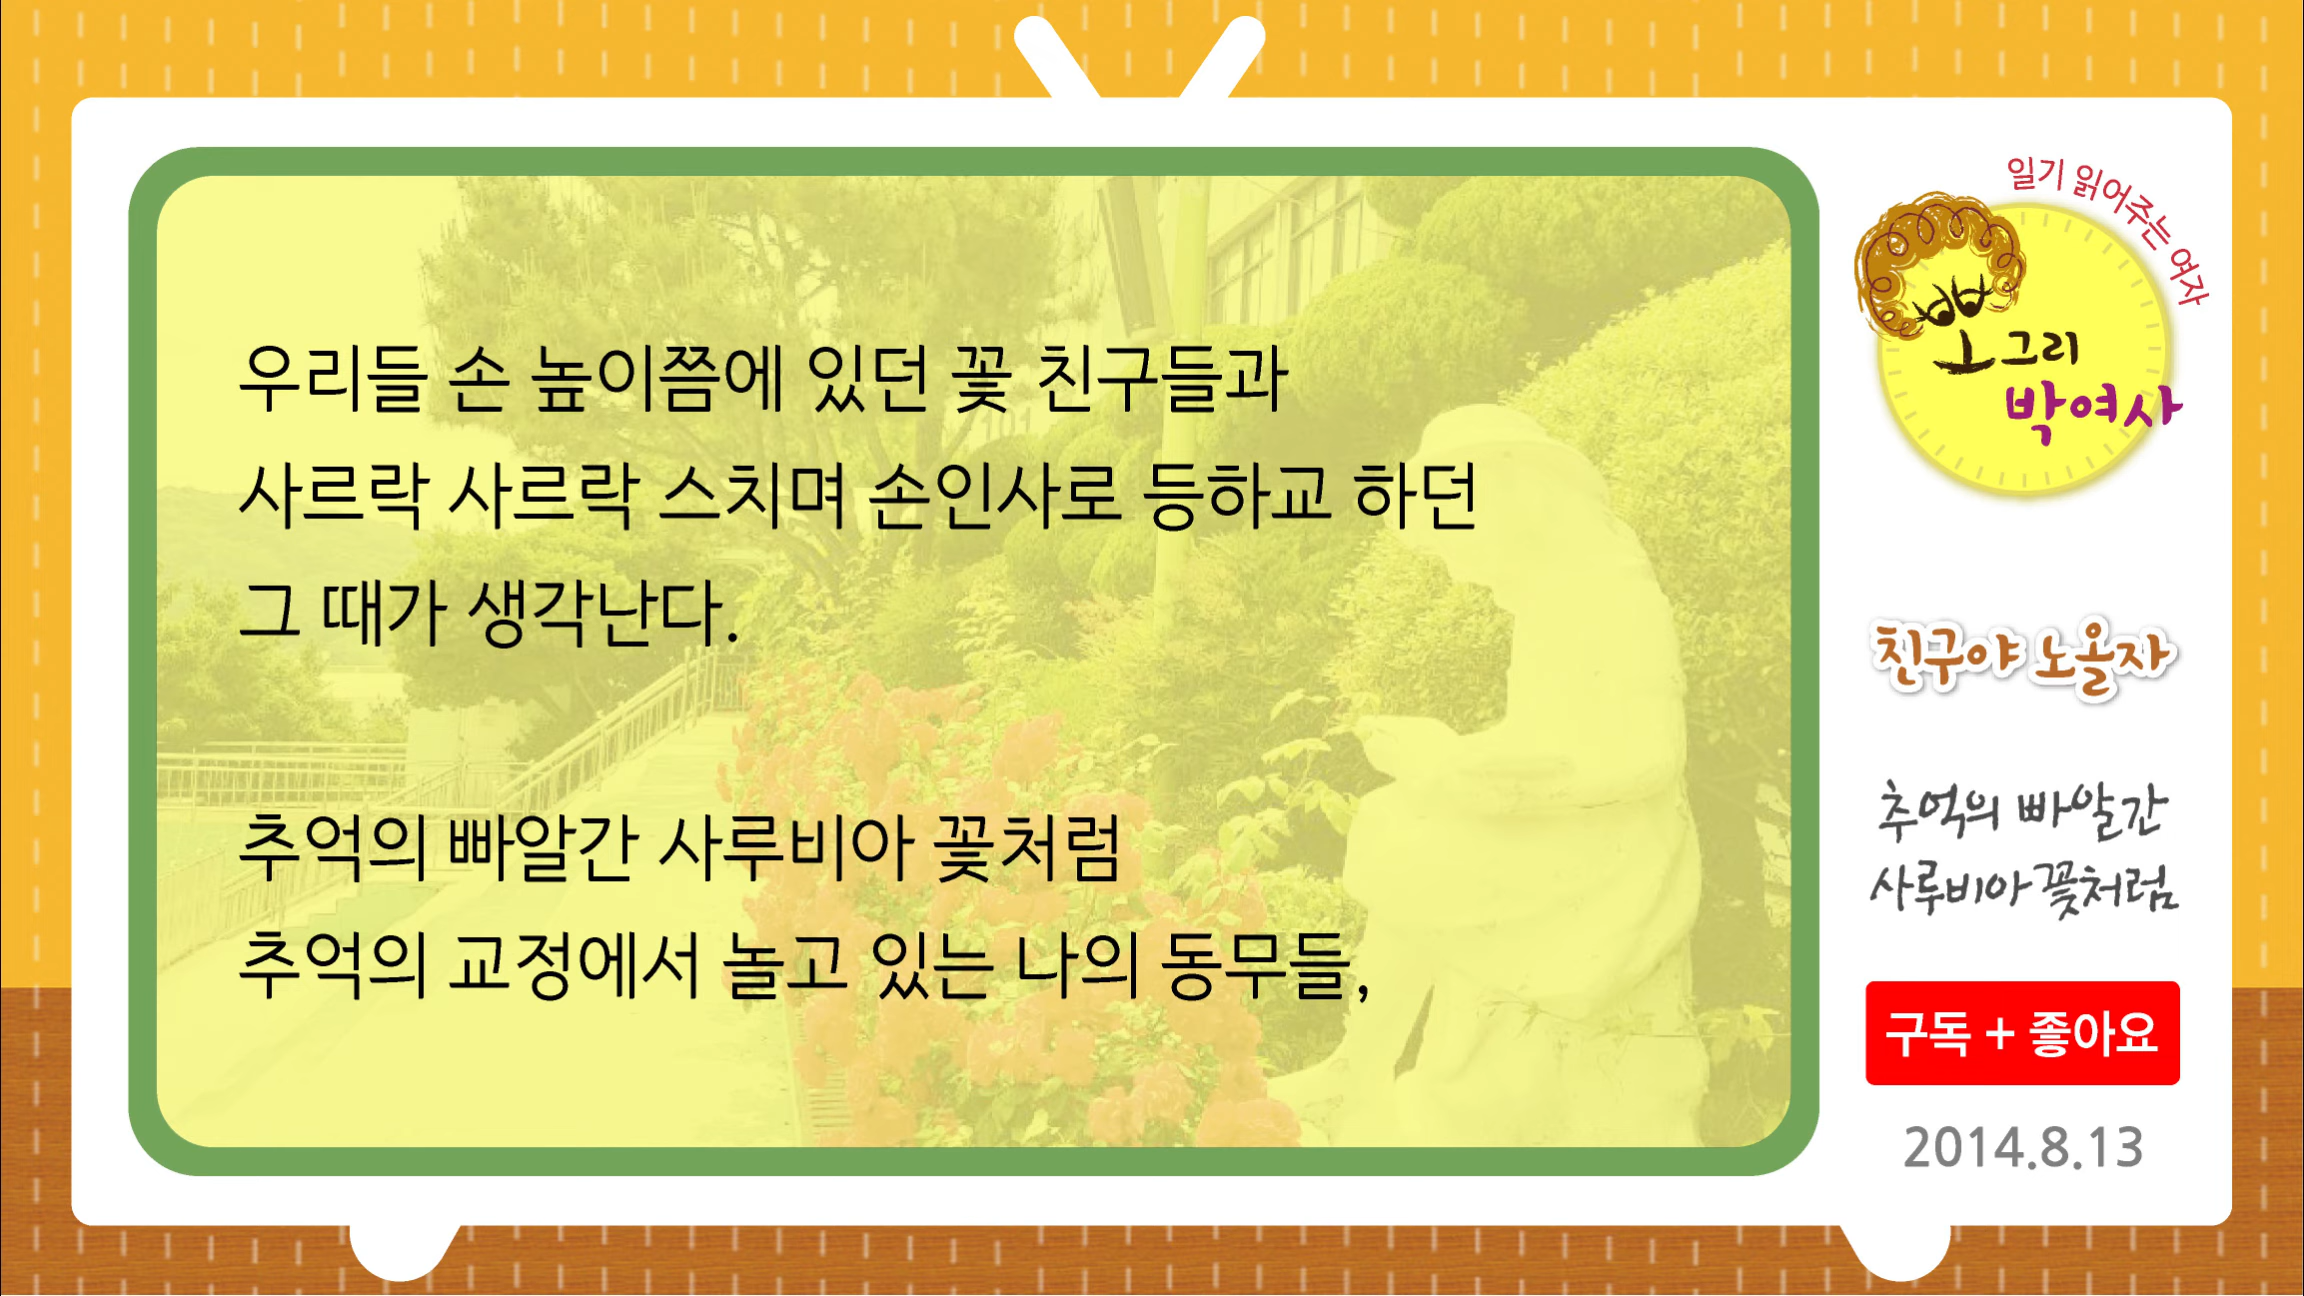 우리들 손 높이쯤에 있던 꽃 친구들과
사르락 사르락 스치며 손인사로 등하교 하던
그 때가 생각난다.
추억의 빠알간 사루비아 꽃처럼
추억의 교정에서 놀고 있는 나의 동무들,
일기 읽어주는 여자
뽀그리
박여사
친구야 노올자
추억의 빠알간
사루비아 꽃처럼
구독 + 좋아요
2014.8.13